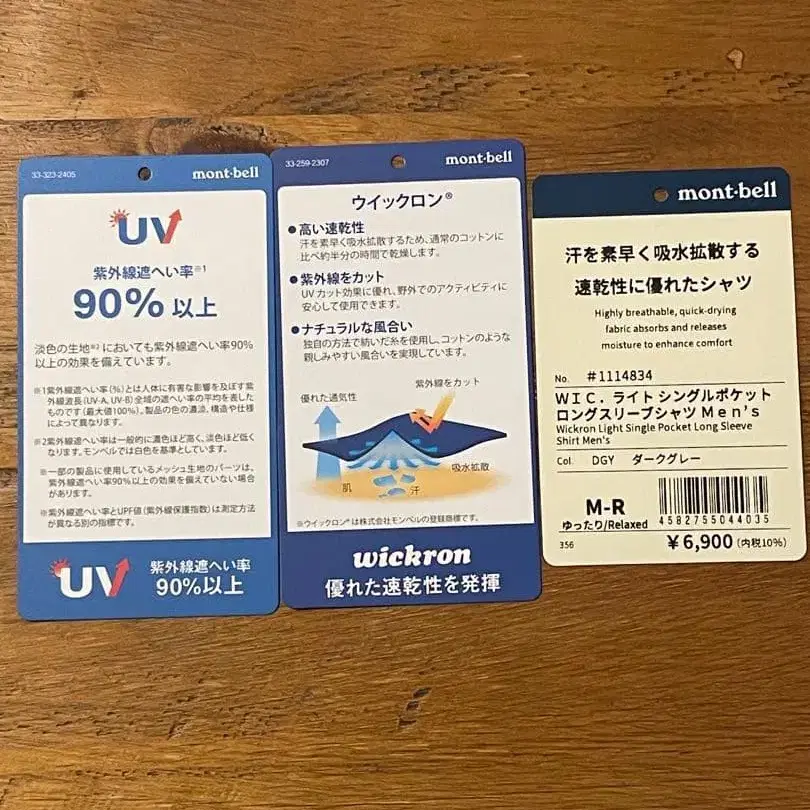 33-323-2405
mont-bell
UV
紫外線遮へい率※1
90%以上
淡色の生地※2においても紫外線遮へい率90%
以上の効果を備えています。
※1紫外線遮へい率(%)とは人体に有害な影響を及ぼす紫
外線波長(UV-A, UV-B)全域の遮へい率の平均を表した
ものです(最大値100%)。製品の色の濃淡、構造や仕様
によって異なります。
※2紫外線遮へい率は一般的に濃色ほど高く、淡色ほど低く
なります。モンベルでは白色を基準としています。
※一部の製品に使用しているメッシュ生地のパーツは、
紫外線遮へい率90%以上の効果を備えていない場合
があります。
※紫外線遮へい率とUPF値(紫外線保護指数)は測定方法
が異なる別の指標です。
UV
紫外線遮へい率
90%以上
33-259-2307
mont-bell
ウイックロン®
●高い速乾性
汗を素早く吸水拡散するため、通常のコットンに
比べ約半分の時間で乾燥します。
●紫外線をカット
UVカット効果に優れ、野外でのアクティビティに
安心して使用できます。
●ナチュラルな風合い
独自の方法で紡いだ糸を使用し、コットンのような
親しみやすい風合いを実現しています。
紫外線をカット
優れた通気性
吸水拡散
肌
汗
※ウイックロン®は株式会社モンベルの登録商標です。
wickron
優れた速乾性を発揮
mont-bell
汗を素早く吸水拡散する
速乾性に優れたシャツ
Highly breathable, quick-drying
fabric absorbs and releases
moisture to enhance comfort
No. #1114834
WIC.ライト シングルポケット
ロングスリーブシャツ Men's
Wickron Light Single Pocket Long Sleeve
Shirt Men's
Col. DGY ダークグレー
M-R
ゆったり/Relaxed
4582755044035
356
¥6,900(内税10%)